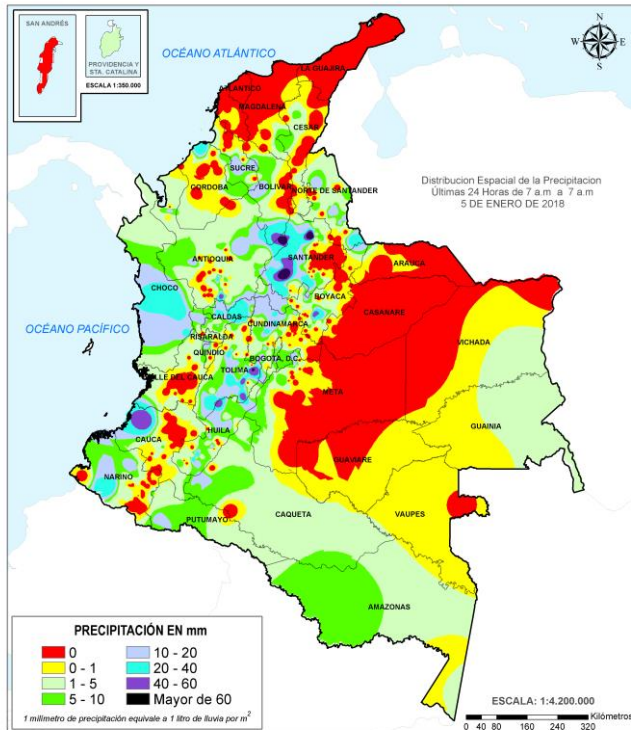 SAN ANDRÉS
PROVIDENCIA Y
STA. CATALINA
ESCALA 1:350.000
OCÉANO ATLÁNTICO
N
W
E
S
LA GUAJIRA
ATLANTICO
MAGDALENA
CESAR
SUCRE
CORDOBA
BOLIVAR
NORTE DE SANTANDER
Distribucion Espacial de la Precipitacion
Últimas 24 Horas de 7 a.m a 7 a.m
5 DE ENERO DE 2018
ANTIOQUIA
SANTANDER
ARAUCA
CHOCO
BOYACA
CASANARE
CALDAS
CUNDINAMARCA
OCÉANO PACÍFICO
RISARALDA
VICHADA
QUINDIO
BOGOTA, D.C.
TOLIMA
VALLE DEL CAUCA
META
GUAINIA
CAUCA
HUILA
GUAVIARE
NARIÑO
VAUPES
CAQUETA
PUTUMAYO
AMAZONAS
PRECIPITACIÓN EN mm
0
10 - 20
0 - 1
20 - 40
1 - 5
40 - 60
5 - 10
Mayor de 60
1 milimetro de precipitación equivale a 1 litro de lluvia por m²
ESCALA: 1:4.200.000
Kilómetros
0 40 80 160 240 320